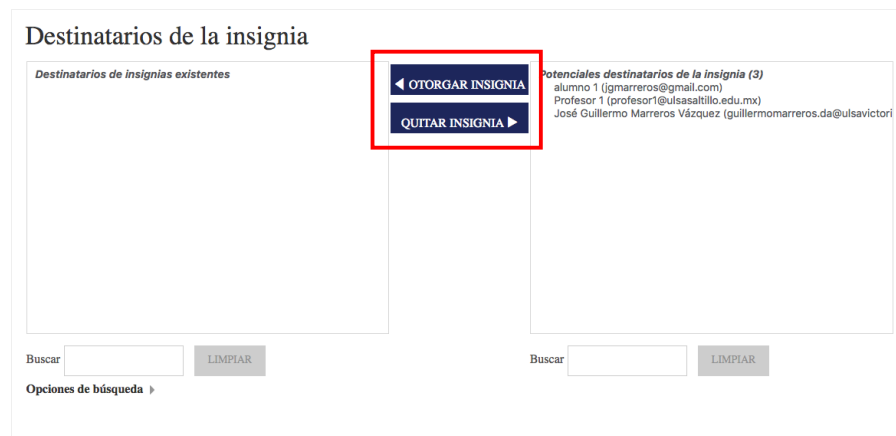 Destinatarios de la insignia
Destinatarios de insignias existentes
OTORGAR INSIGNIA
QUITAR INSIGNIA
Potenciales destinatarios de la insignia (3)
alumno 1 (jgmarreros@gmail.com)
Profesor 1 (profesor1@ulsasaltillo.edu.mx)
José Guillermo Marreros Vázquez (guillermomarreros.da@ulsavictori
Buscar
LIMPIAR
Buscar
LIMPIAR
Opciones de búsqueda